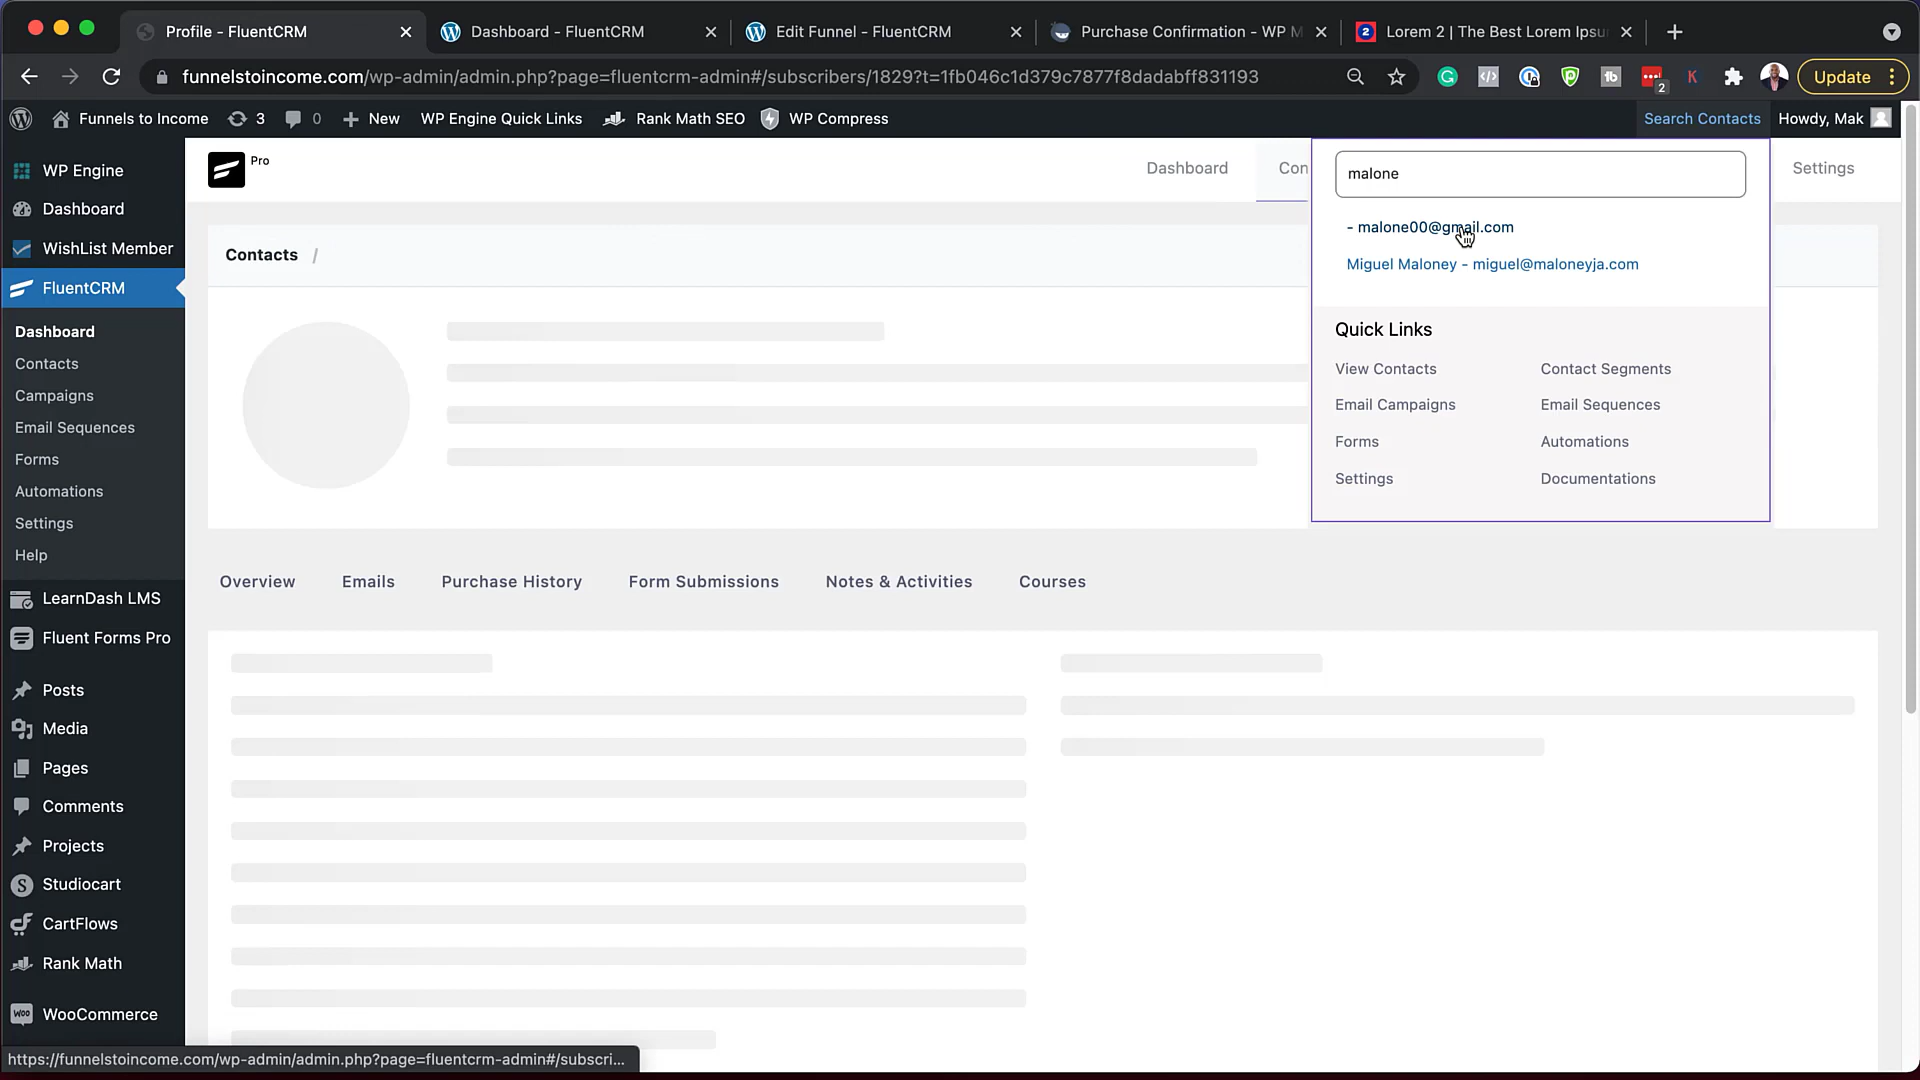 Profile - FluentCRM
Dashboard - FluentCRM
Edit Funnel - FluentCRM
Purchase Confirmation - WP M
2
Lorem 2 | The Best Lorem Ipsu
funnelstoincome.com/wp-admin/admin.php?page=fluentcrm-admin#/subscribers/1829?t=1fb046c1d379c7877f8dadabff831193
2
K
Update
Funnels to Income
3
0
New
WP Engine Quick Links
Rank Math SEO
WP Compress
Search Contacts
Howdy, Mak
WP Engine
Dashboard
WishList Member
FluentCRM
Dashboard
Contacts
Campaigns
Email Sequences
Forms
Automations
Settings
Help
LearnDash LMS
Fluent Forms Pro
Posts
Media
Pages
Comments
Projects
Studiocart
CartFlows
Rank Math
WooCommerce
Pro
Dashboard
Con
Settings
Contacts /
malone
- malone00@gmail.com
Miguel Maloney - miguel@maloneyja.com
Quick Links
View Contacts
Contact Segments
Email Campaigns
Email Sequences
Forms
Automations
Settings
Documentations
Overview
Emails
Purchase History
Form Submissions
Notes & Activities
Courses
https://funnelstoincome.com/wp-admin/admin.php?page=fluentcrm-admin#/subscri...